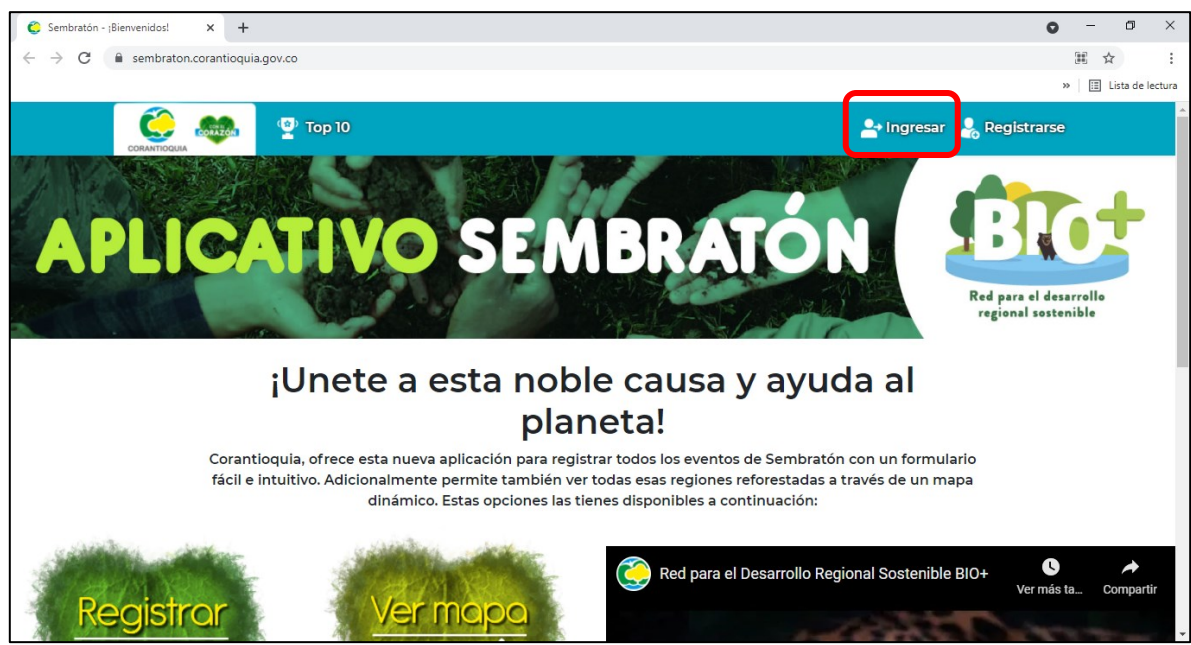 Sembratón - ¡Bienvenidos!
sembraton.corantioquia.gov.co
Lista de lectura
CORANTIOQUIA
CORAZÓN
Top 10
Ingresar
Registrarse
APLICATIVO SEMBRATÓN
BIO+
Red para el desarrollo
regional sostenible
¡Unete a esta noble causa y ayuda al
planeta!
Corantioquia, ofrece esta nueva aplicación para registrar todos los eventos de Sembratón con un formulario
fácil e intuitivo. Adicionalmente permite también ver todas esas regiones reforestadas a través de un mapa
dinámico. Estas opciones las tienes disponibles a continuación:
Registrar
Ver mapa
Red para el Desarrollo Regional Sostenible BIO+
Ver más ta...
Compartir